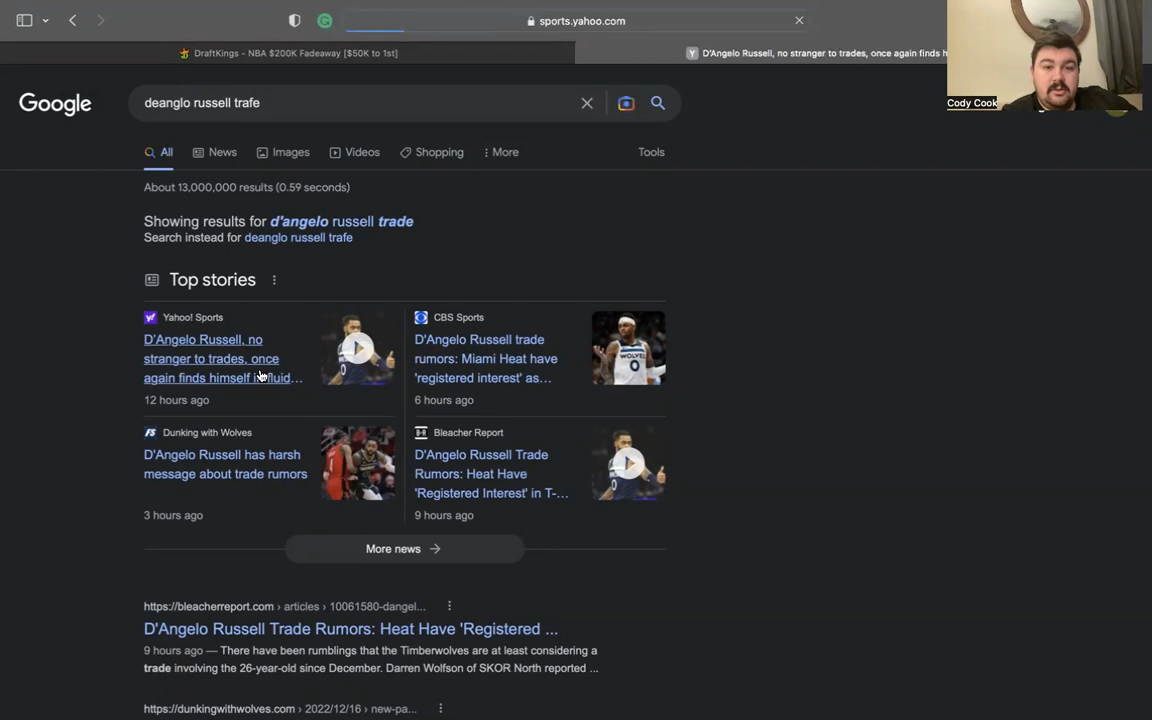 sports.yahoo.com
DraftKings - NBA $200K Fadeaway [$50K to 1st]
Y D'Angelo Russell, no stranger to trades, once again finds h
Cody Cook
Google
deanglo russell trafe
All
News
Images
Videos
Shopping
More
Tools
About 13,000,000 results (0.59 seconds)
Showing results for d'angelo russell trade
Search instead for deanglo russell trafe
Top stories
Yahoo! Sports
D'Angelo Russell, no
stranger to trades, once
again finds himself in fluid...
12 hours ago
CBS Sports
D'Angelo Russell trade
rumors: Miami Heat have
'registered interest' as...
6 hours ago
FS Dunking with Wolves
D'Angelo Russell has harsh
message about trade rumors
3 hours ago
B R Bleacher Report
D'Angelo Russell Trade
Rumors: Heat Have
'Registered Interest' in T-...
9 hours ago
WOLVES
0
More news →
https://bleacherreport.com › articles › 10061580-dangel...
D'Angelo Russell Trade Rumors: Heat Have 'Registered ...
9 hours ago — There have been rumblings that the Timberwolves are at least considering a
trade involving the 26-year-old since December. Darren Wolfson of SKOR North reported ...
https://dunkingwithwolves.com › 2022/12/16 › new-pa...